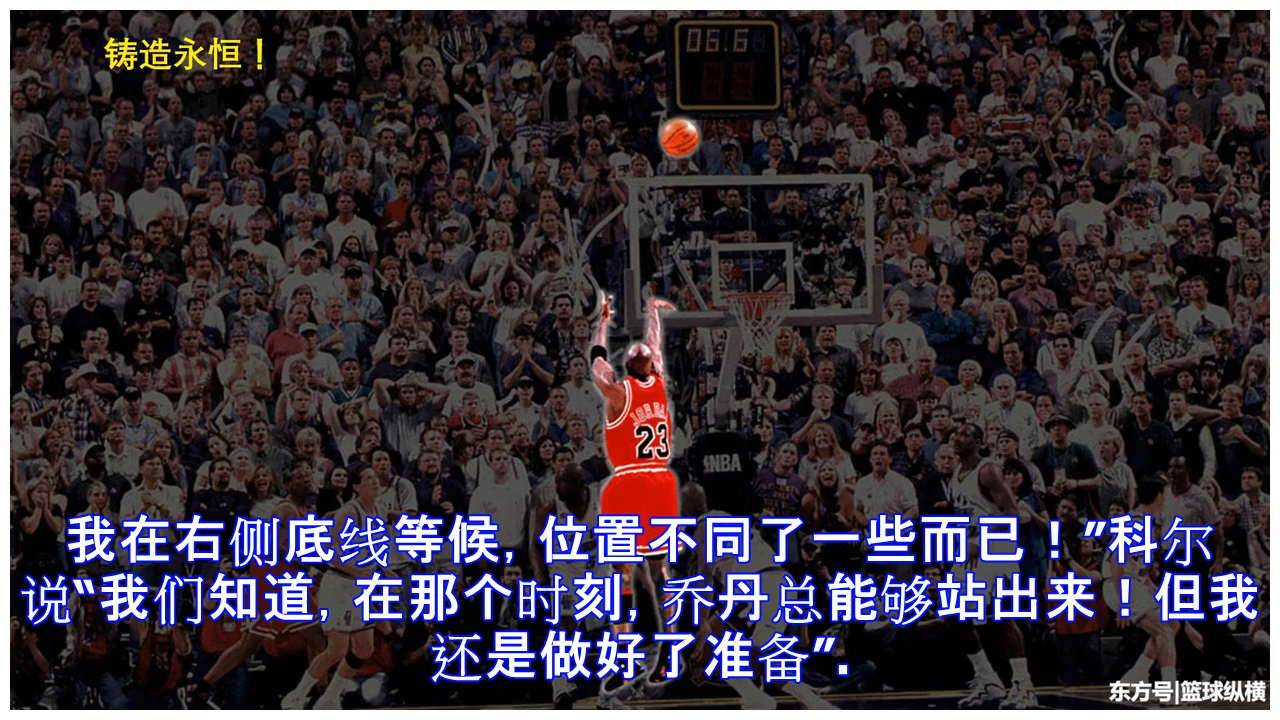 铸造永恒！
06.6
JORDAN
23
NBA
我在右侧底线等候, 位置不同了一些而已！”科尔
说“我们知道, 在那个时刻, 乔丹总能够站出来！但我
还是做好了准备”.
东方号|篮球纵横